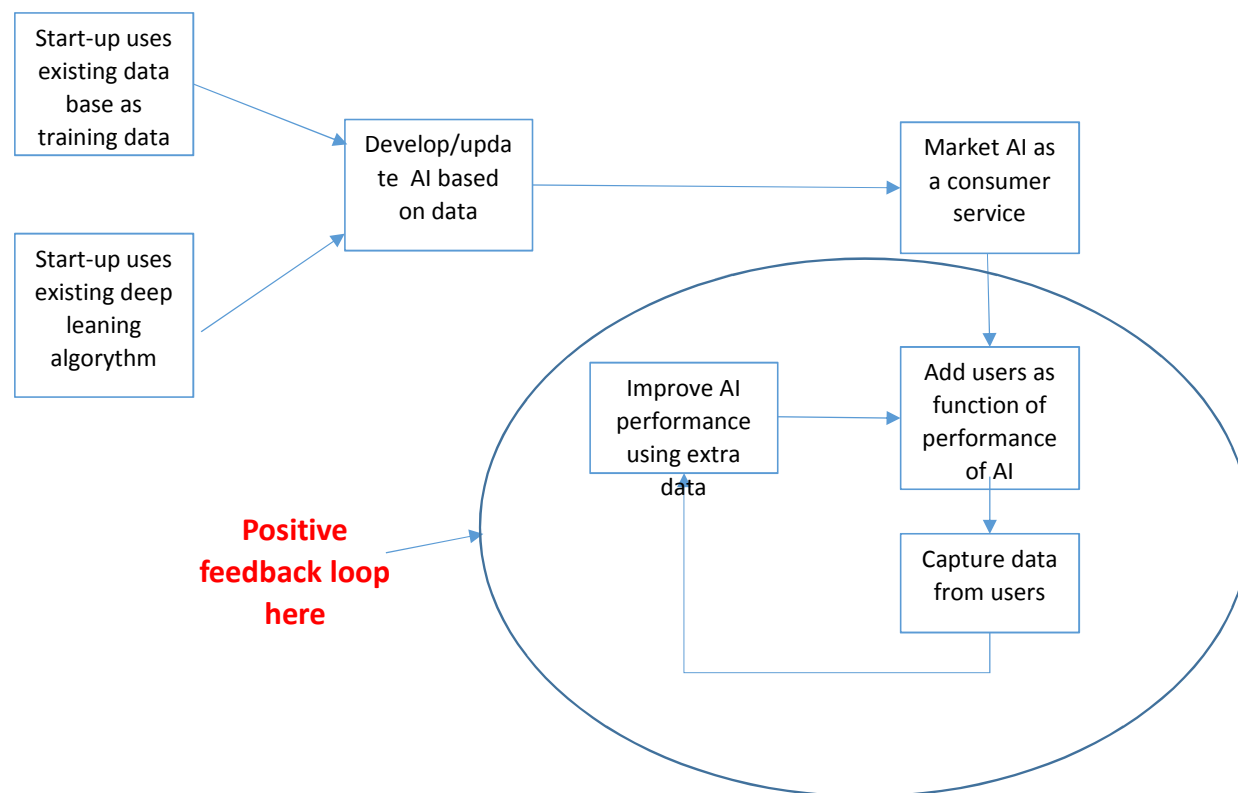 Start-up uses
existing data
base as
training data
Develop/upda
te AI based
on data
Market AI as
a consumer
service
Start-up uses
existing deep
leaning
algorythm
Improve AI
performance
using extra
data
Add users as
function of
performance
of AI
Positive
feedback loop
here
Capture data
from users